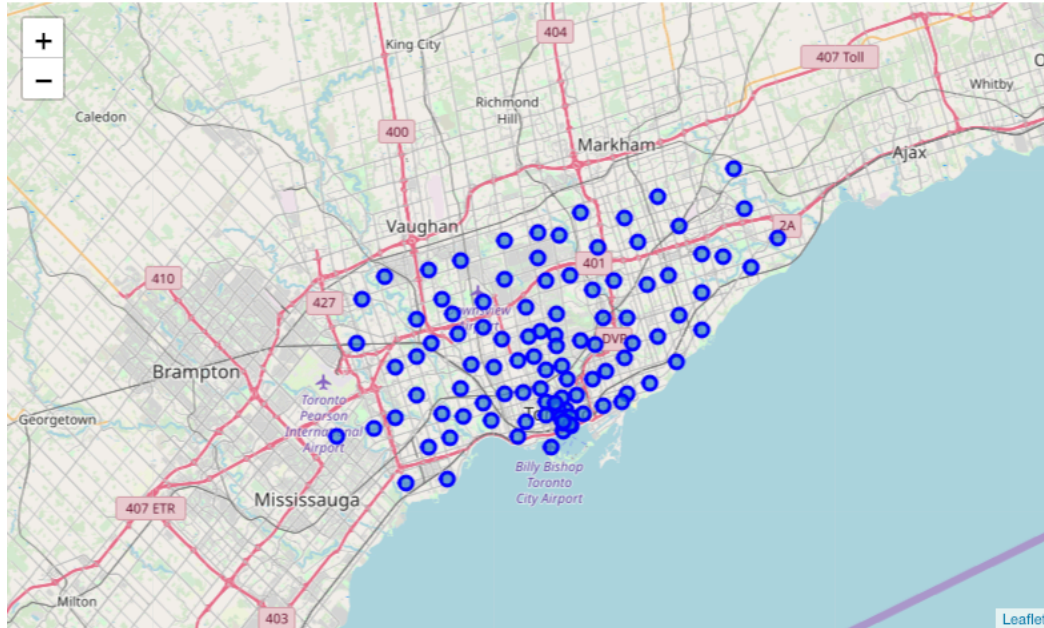 +
−
404
King City
407 Toll
Whitby
Richmond
Hill
Caledon
400
Markham
Ajax
Vaughan
2A
401
410
427
DVP
Brampton
Toronto
Pearson
International
Airport
Georgetown
Billy Bishop
Toronto
City Airport
Mississauga
407 ETR
Milton
403
Leaflet